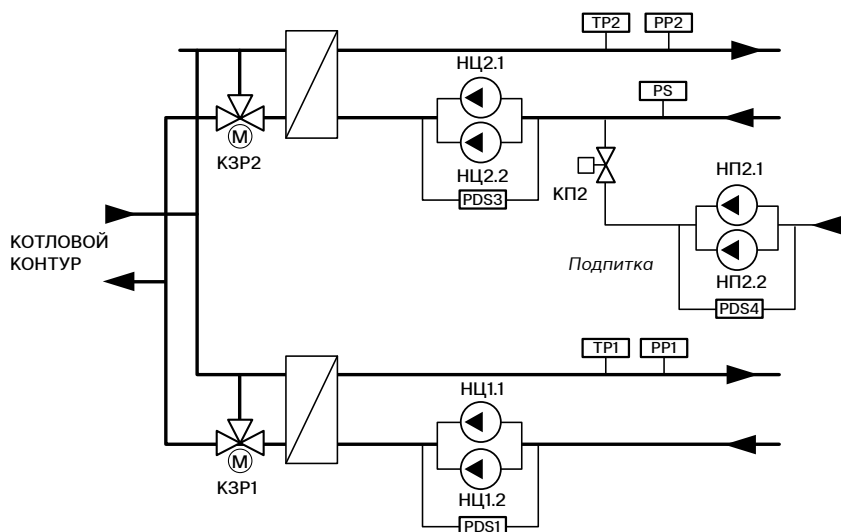 TP2 PP2
НЦ2.1
PS
M
КЗР2
НЦ2.2
КП2
НП2.1
PDS3
КОТЛОВОЙ
КОНТУР
Подпитка
НП2.2
PDS4
TP1 PP1
НЦ1.1
M
КЗР1
НЦ1.2
PDS1